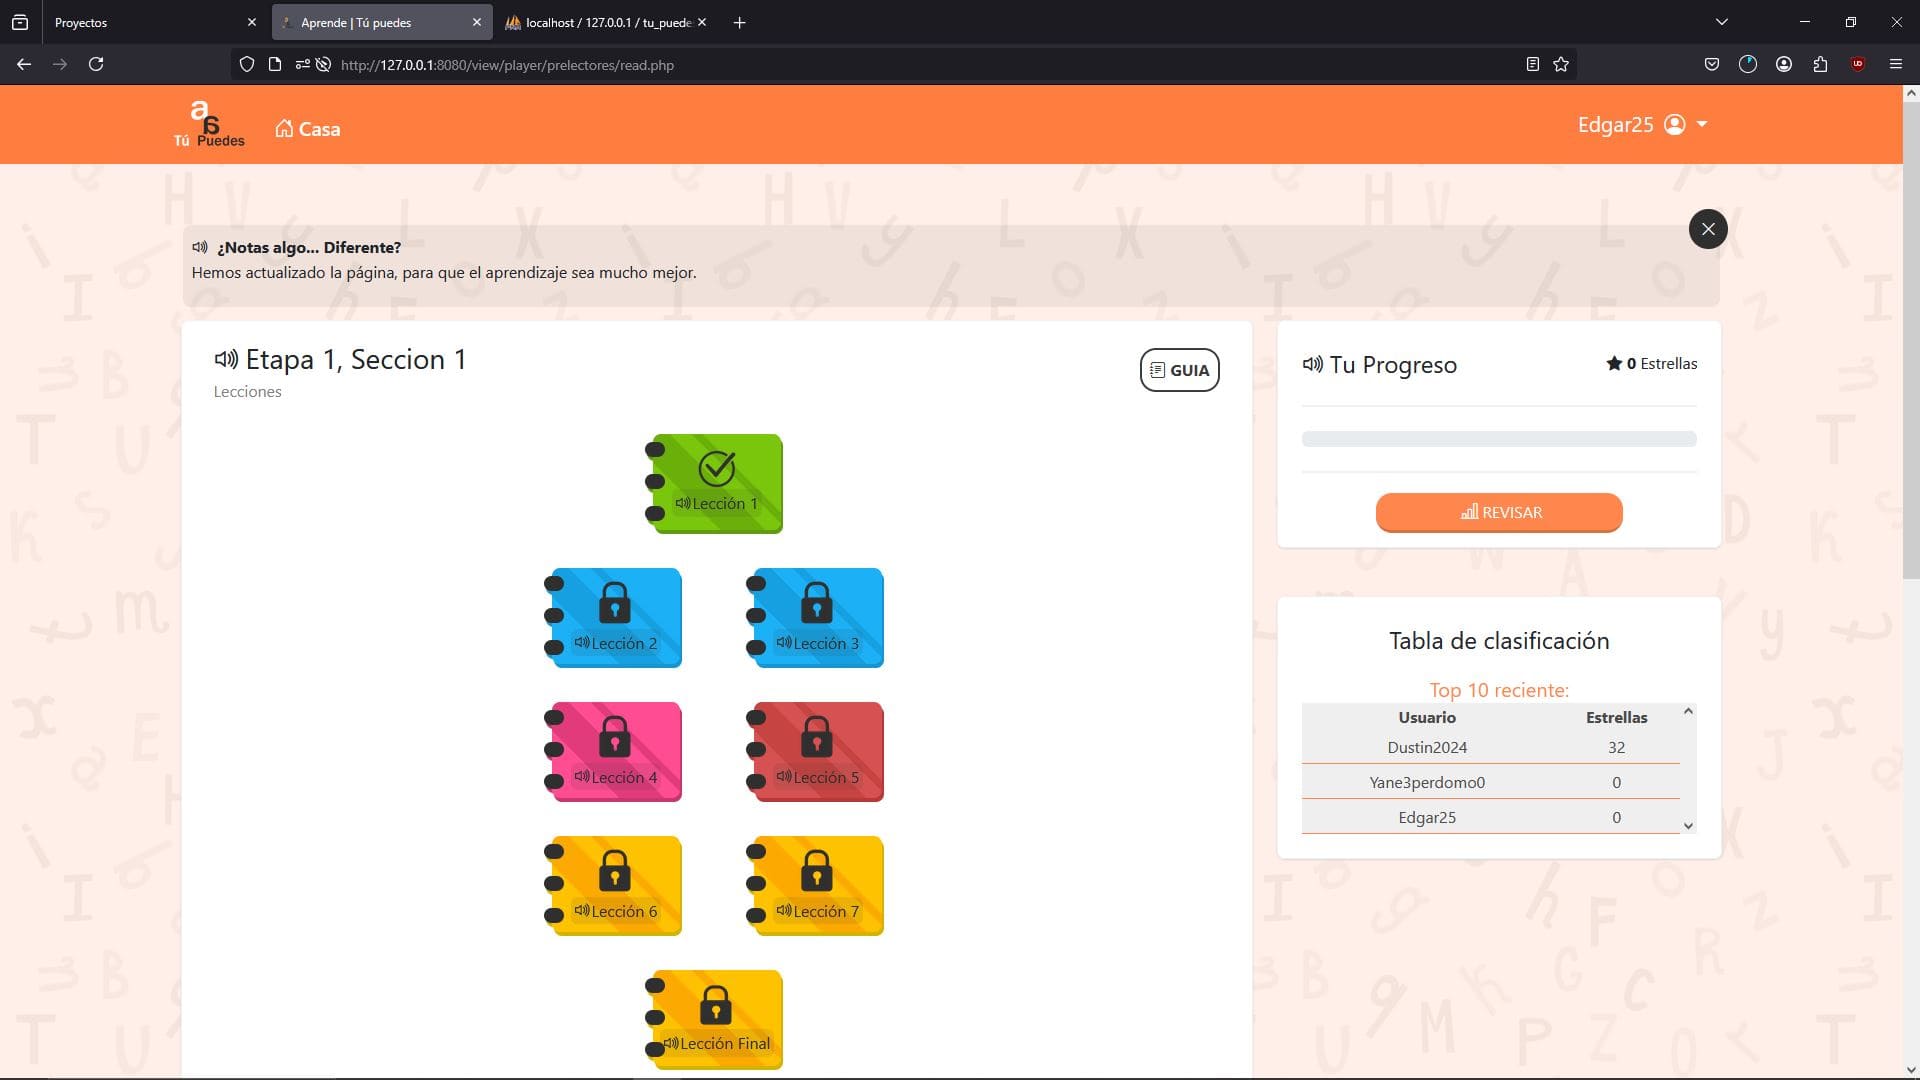 Proyectos
Aprende | Tú puedes
localhost / 127.0.0.1 / tu_puede
http://127.0.0.1:8080/view/player/prelectores/read.php
a
a
Tú Puedes
Casa
Edgar25
¿Notas algo... Diferente?
Hemos actualizado la página, para que el aprendizaje sea mucho mejor.
Etapa 1, Seccion 1
Lecciones
GUIA
Lección 1
Lección 2
Lección 3
Lección 4
Lección 5
Lección 6
Lección 7
Lección Final
Tu Progreso
0 Estrellas
REVISAR
Tabla de clasificación
Top 10 reciente:
Usuario Estrellas
Dustin2024 32
Yane3perdomo0 0
Edgar25 0